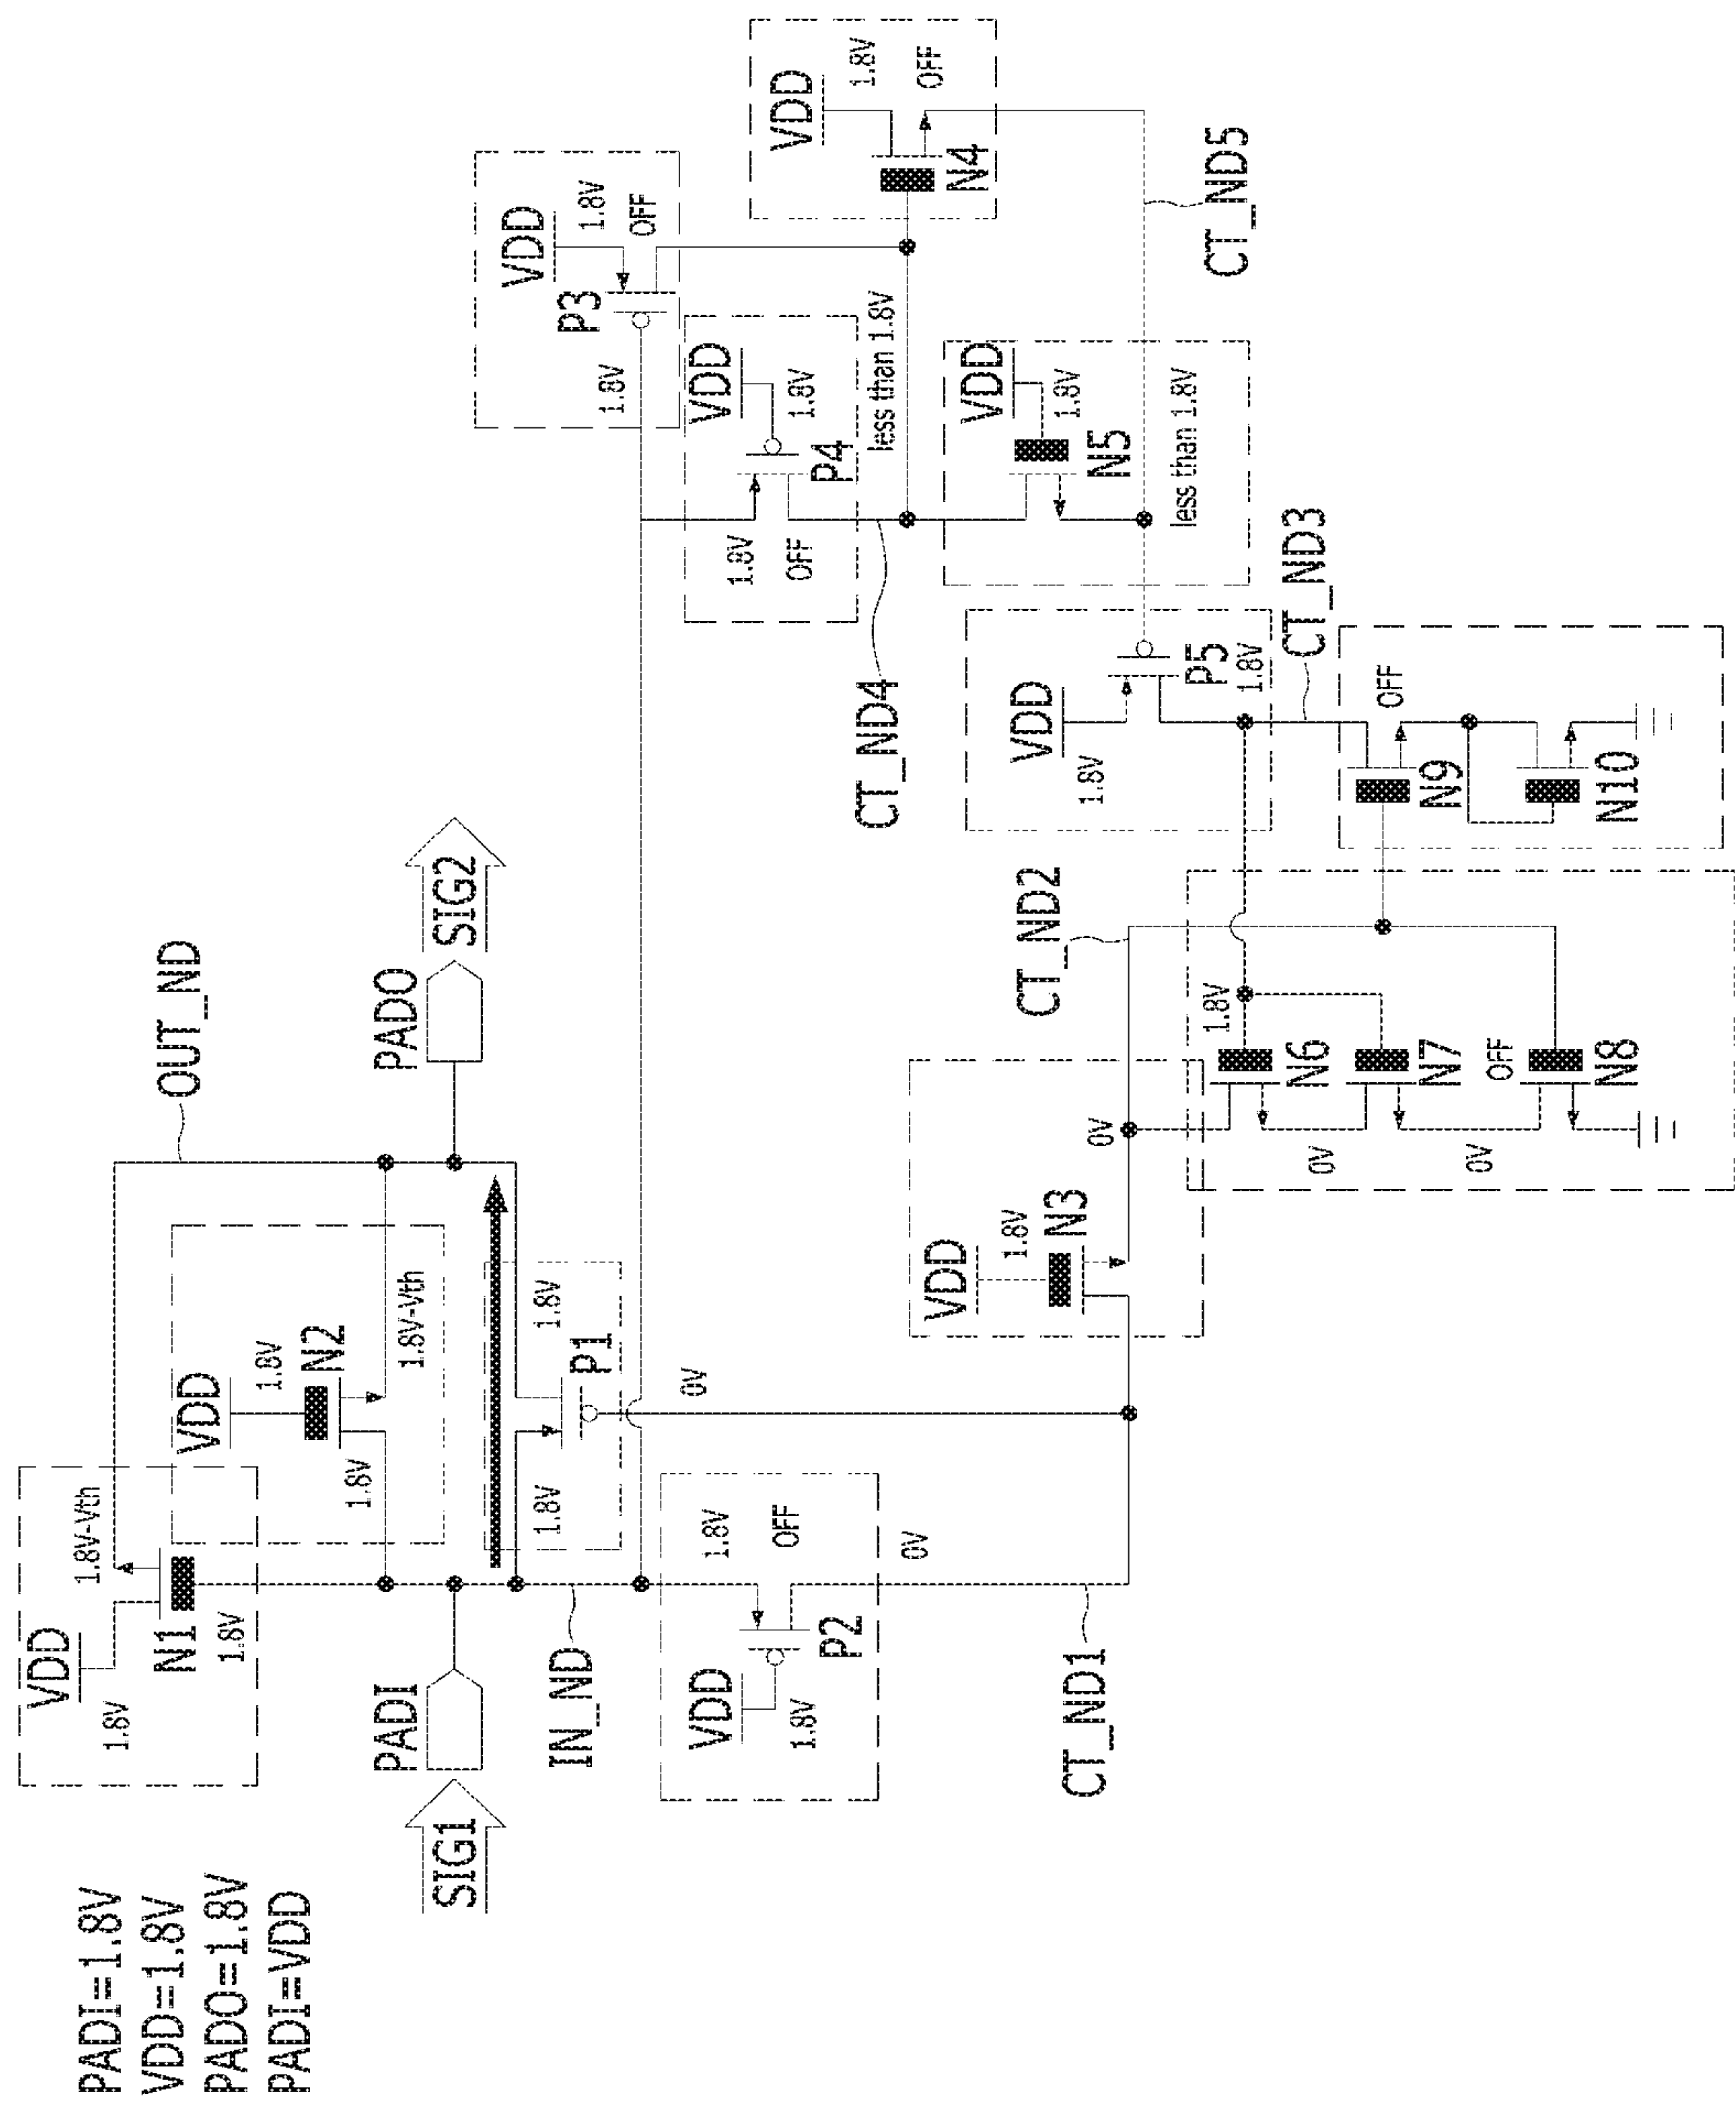 PADI=1.8V
VDD=1.8V
PADO=1.8V
PADI=VDD
SIG1
PADI
VDD
1.8V
N1
1.8V
1.8V-Vth
VDD
1.8V
N2
1.8V
1.8V-Vth
OUT_ND
PADO
SIG2
IN_ND
1.8V
1.8V
P1
0V
VDD
1.8V
P2
1.8V
OFF
0V
CT_ND1
VDD
1.8V
N3
0V
CT_ND2
1.8V
N6
N7
OFF
N8
0V
0V
VDD
1.8V
P5
1.8V
CT_ND3
OFF
N9
N10
VDD
1.8V
OFF
P3
1.8V
VDD
1.8V
P4
1.8V
OFF
less than 1.8V
CT_ND4
VDD
1.8V
N5
less than 1.8V
VDD
1.8V
OFF
N4
CT_ND5